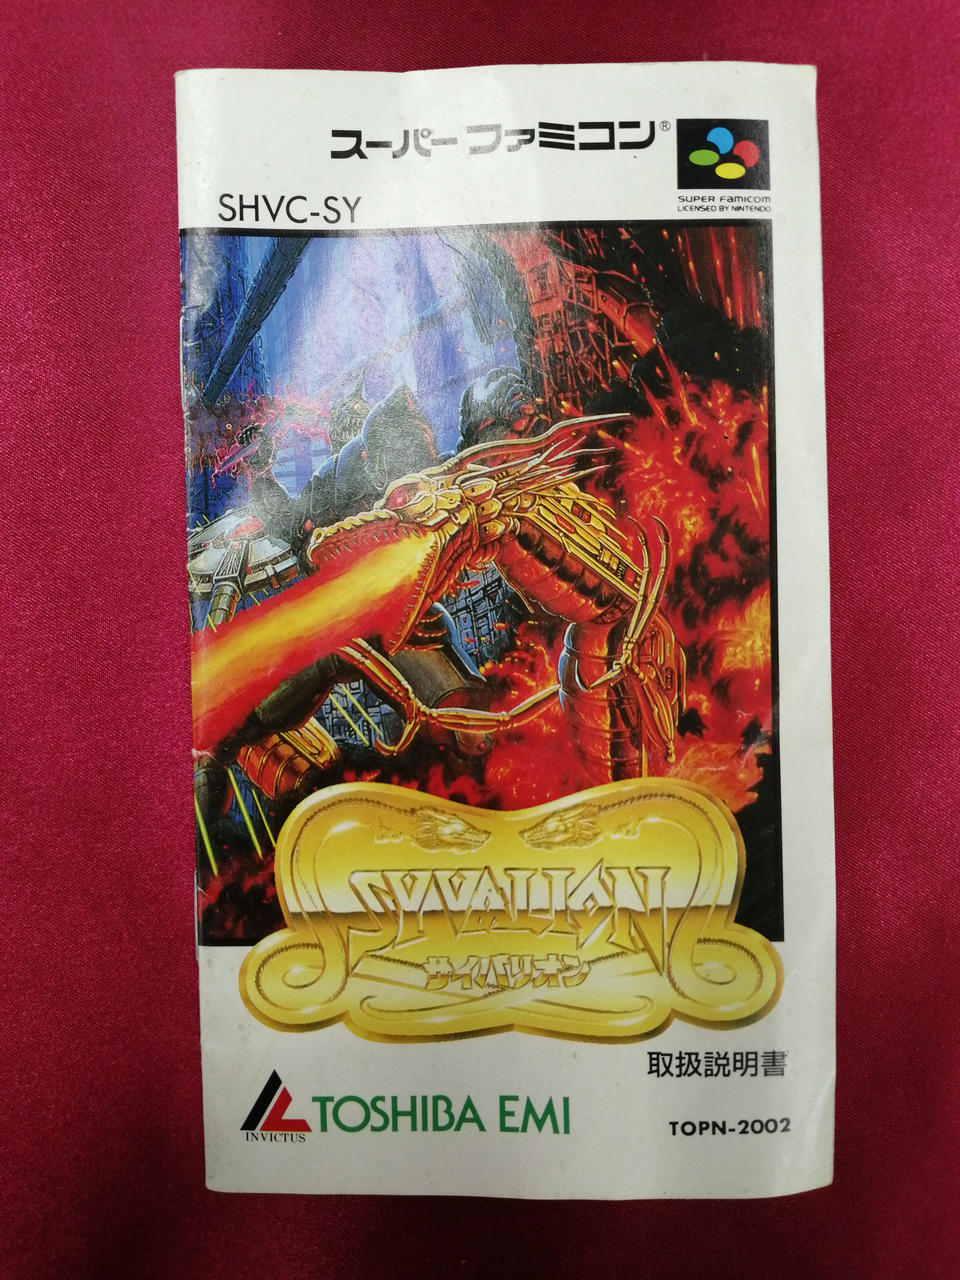 スーパーファミコン®
SUPER FAMICOM
LICENSED BY NINTENDO
SHVC-SY
SYVALION
サイバリオン
取扱説明書
INVICTUS
TOSHIBA EMI
TOPN-2002